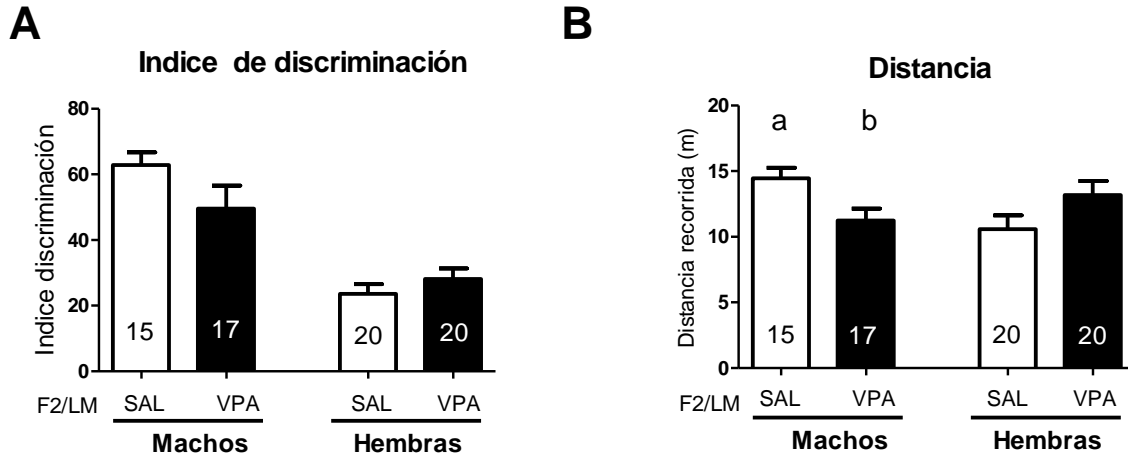 A
Indice de discriminación
Indice discriminación
80
60
40
20
0
15
17
20
20
F2/LM
SAL
VPA
SAL
VPA
Machos
Hembras
B
Distancia
Distancia recorrida (m)
20
15
10
5
0
a
b
15
17
20
20
F2/LM
SAL
VPA
SAL
VPA
Machos
Hembras